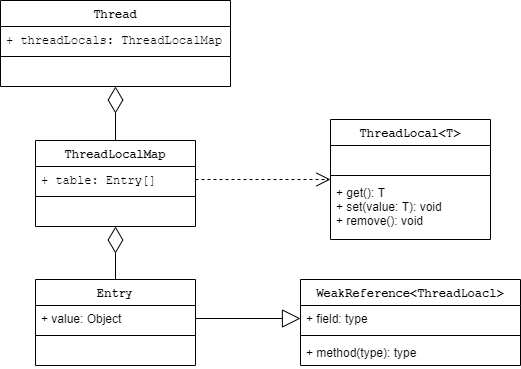 Thread
+ threadLocals: ThreadLocalMap
ThreadLocalMap
+ table: Entry[]
ThreadLocal<T>
+ get(): T
+ set(value: T): void
+ remove(): void
Entry
+ value: Object
WeakReference<ThreadLoacl>
+ field: type
+ method(type): type